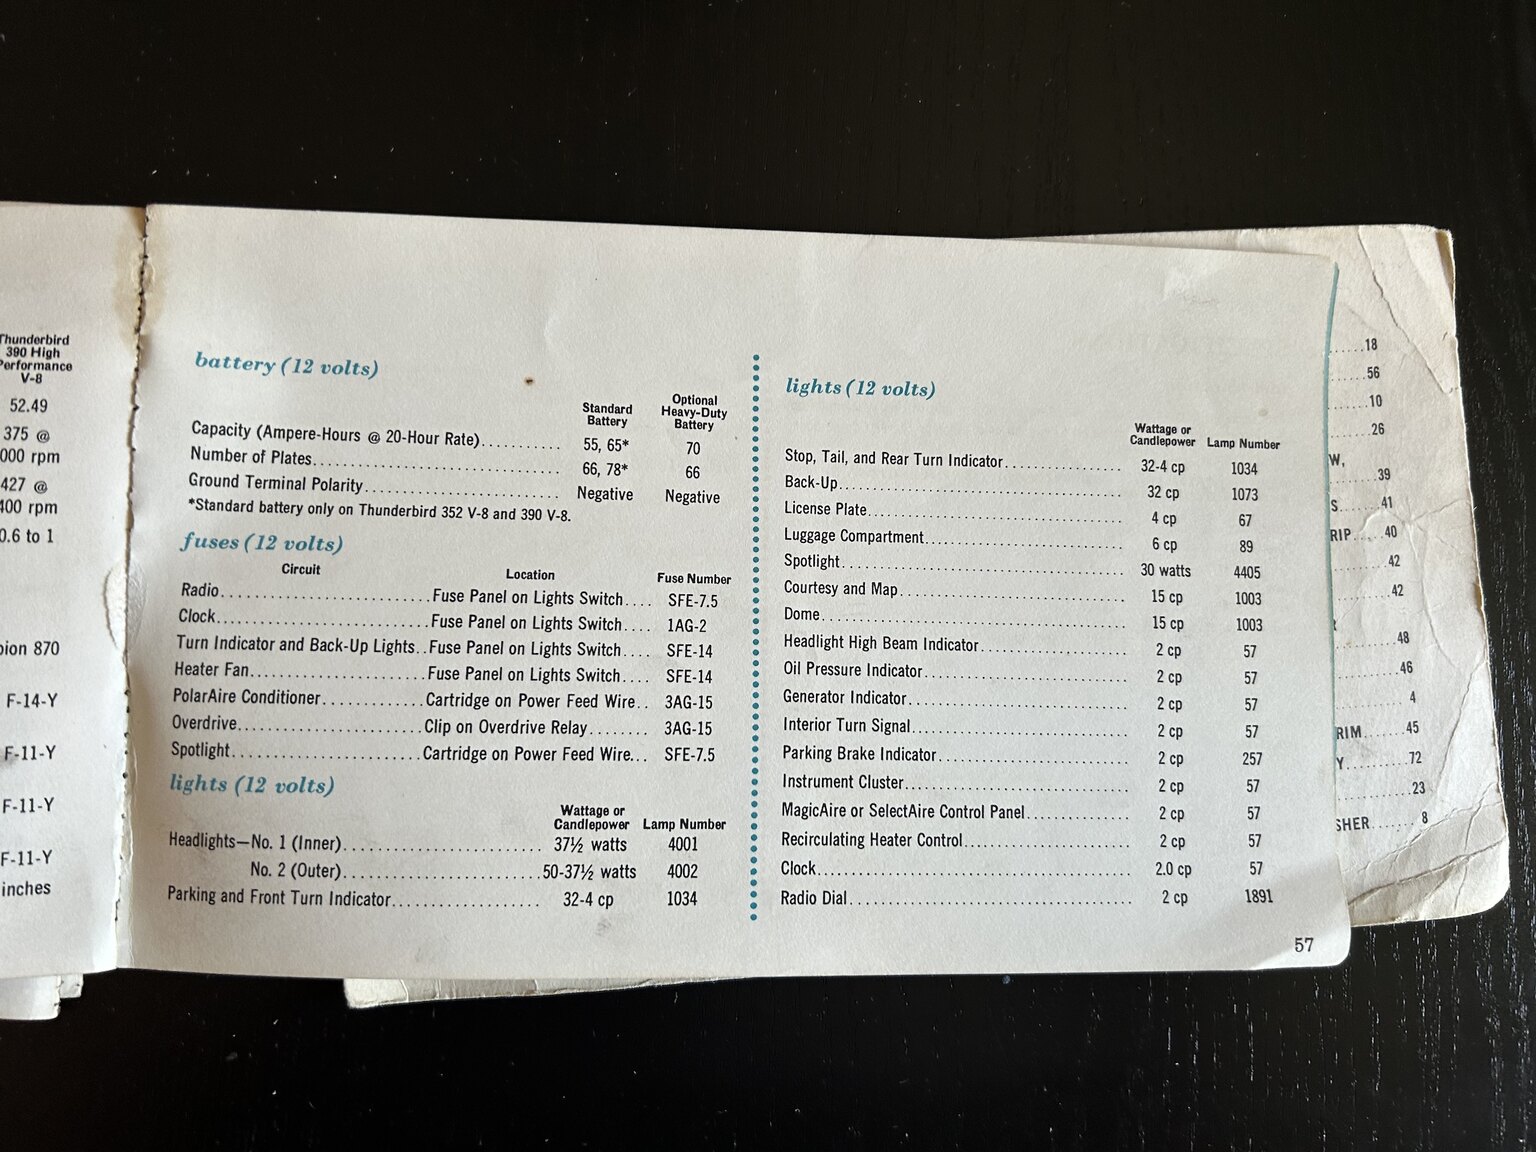 Thunderbird
390 High
Performance
V-8
52.49
375 @
000 rpm
427 @
400 rpm
0.6 to 1
pion 870
F-14-Y
F-11-Y
F-11-Y
F-11-Y
inches
battery (12 volts)
Standard Battery Optional Heavy-Duty Battery
Capacity (Ampere-Hours @ 20-Hour Rate).......... 55, 65* 70
Number of Plates.......... 66, 78* 66
Ground Terminal Polarity.......... Negative Negative
*Standard battery only on Thunderbird 352 V-8 and 390 V-8.
fuses (12 volts)
Circuit Location Fuse Number
Radio..........Fuse Panel on Lights Switch.... SFE-7.5
Clock..........Fuse Panel on Lights Switch.... 1AG-2
Turn Indicator and Back-Up Lights..Fuse Panel on Lights Switch.... SFE-14
Heater Fan..........Fuse Panel on Lights Switch.... SFE-14
PolarAire Conditioner..........Cartridge on Power Feed Wire.. 3AG-15
Overdrive..........Clip on Overdrive Relay........ 3AG-15
Spotlight..........Cartridge on Power Feed Wire... SFE-7.5
lights (12 volts)
Wattage or Candlepower Lamp Number
Headlights—No. 1 (Inner).......... 37½ watts 4001
No. 2 (Outer)..........50-37½ watts 4002
Parking and Front Turn Indicator.......... 32-4 cp 1034
lights (12 volts)
Wattage or Candlepower Lamp Number
Stop, Tail, and Rear Turn Indicator.......... 32-4 cp 1034
Back-Up.......... 32 cp 1073
License Plate.......... 4 cp 67
Luggage Compartment.......... 6 cp 89
Spotlight.......... 30 watts 4405
Courtesy and Map.......... 15 cp 1003
Dome.......... 15 cp 1003
Headlight High Beam Indicator.......... 2 cp 57
Oil Pressure Indicator.......... 2 cp 57
Generator Indicator.......... 2 cp 57
Interior Turn Signal.......... 2 cp 57
Parking Brake Indicator.......... 2 cp 257
Instrument Cluster.......... 2 cp 57
MagicAire or SelectAire Control Panel.......... 2 cp 57
Recirculating Heater Control.......... 2 cp 57
Clock.......... 2.0 cp 57
Radio Dial.......... 2 cp 1891
57
......18
......56
......10
......26
W,
......39
S.......41
RIP.....40
......42
......42
......48
......46
......4
RIM.......45
Y.........72
......23
SHER.......8